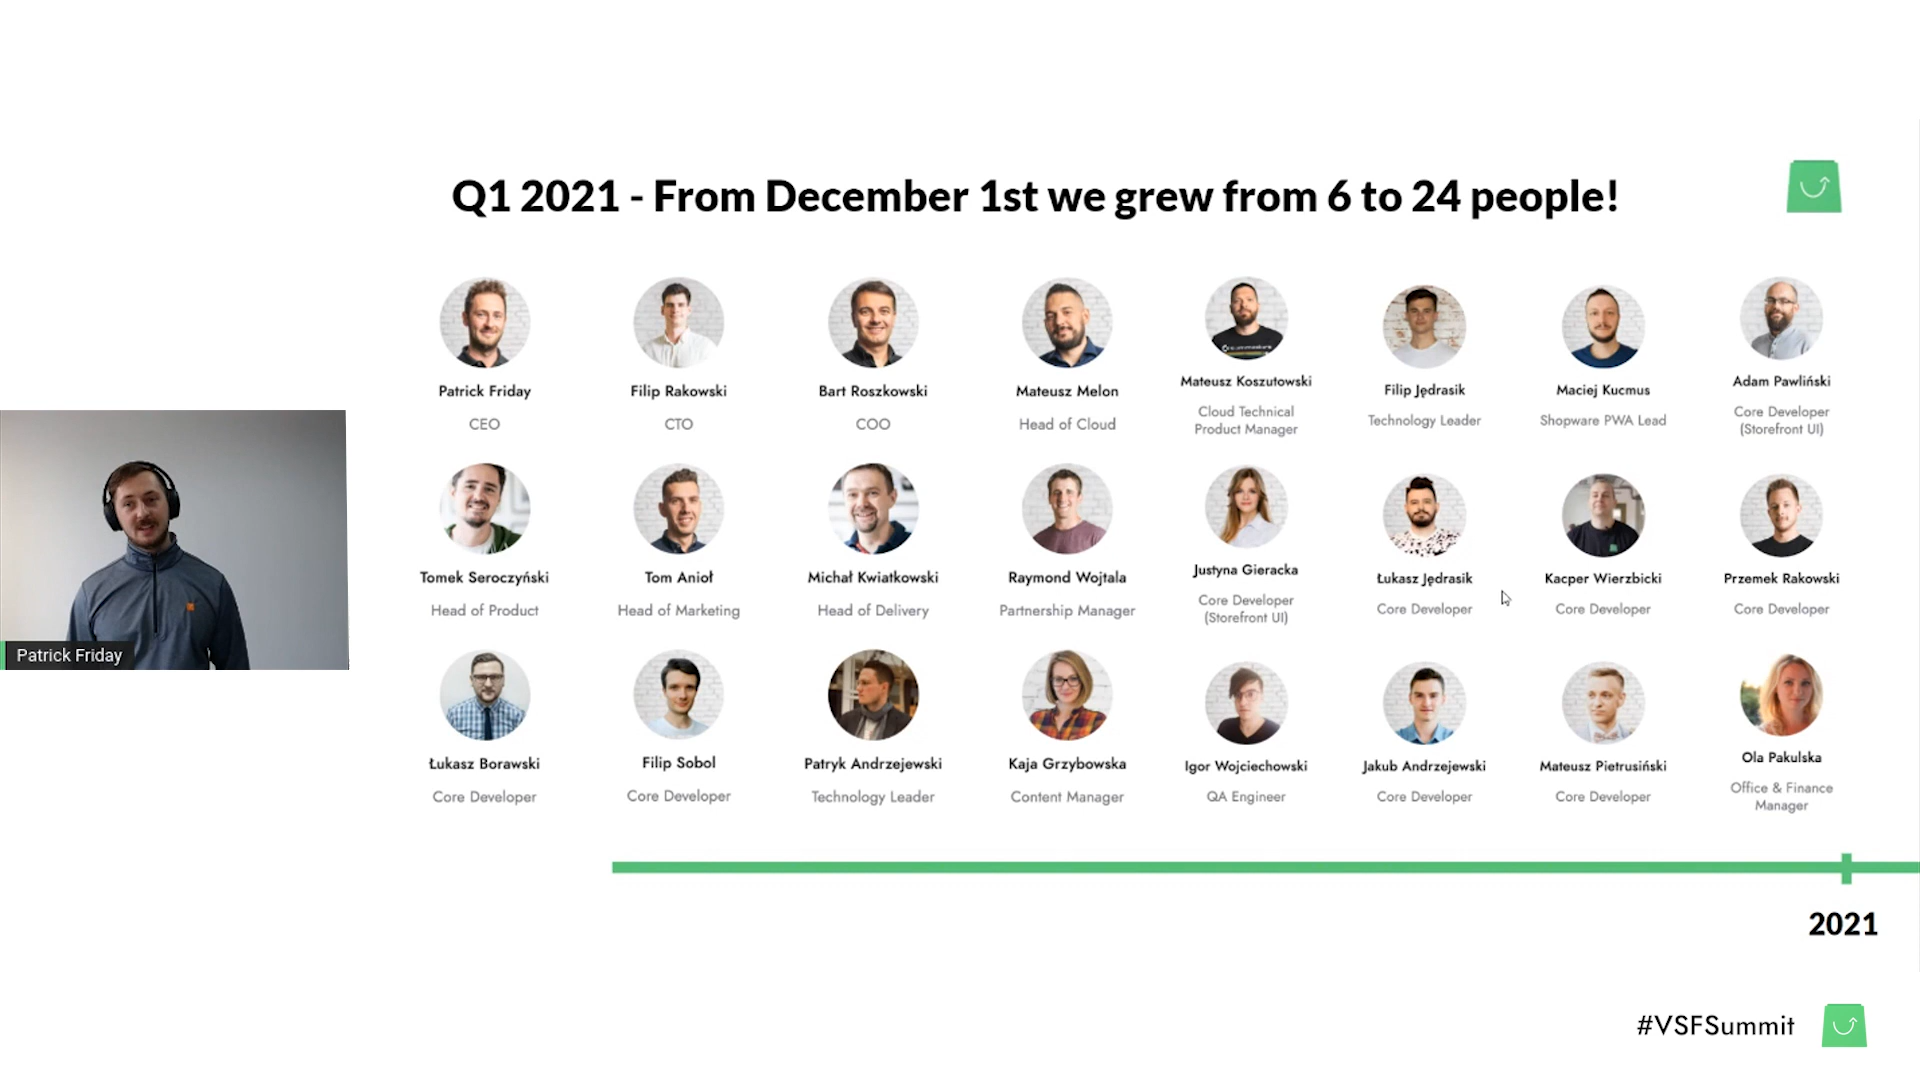 Q1 2021 - From December 1st we grew from 6 to 24 people!
Patrick Friday
CEO
Filip Rakowski
CTO
Bart Roszkowski
COO
Mateusz Melon
Head of Cloud
Mateusz Koszutowski
Cloud Technical
Product Manager
Filip Jędrasik
Technology Leader
Maciej Kucmus
Shopware PWA Lead
Adam Pawliński
Core Developer
(Storefront UI)
Tomek Seroczyński
Head of Product
Tom Anioł
Head of Marketing
Michał Kwiatkowski
Head of Delivery
Raymond Wojtala
Partnership Manager
Justyna Gieracka
Core Developer
(Storefront UI)
Łukasz Jędrasik
Core Developer
Kacper Wierzbicki
Core Developer
Przemek Rakowski
Core Developer
Patrick Friday
Łukasz Borawski
Core Developer
Filip Sobol
Core Developer
Patryk Andrzejewski
Technology Leader
Kaja Grzybowska
Content Manager
Igor Wojciechowski
QA Engineer
Jakub Andrzejewski
Core Developer
Mateusz Pietrusiński
Core Developer
Ola Pakulska
Office & Finance
Manager
2021
#VSFSummit